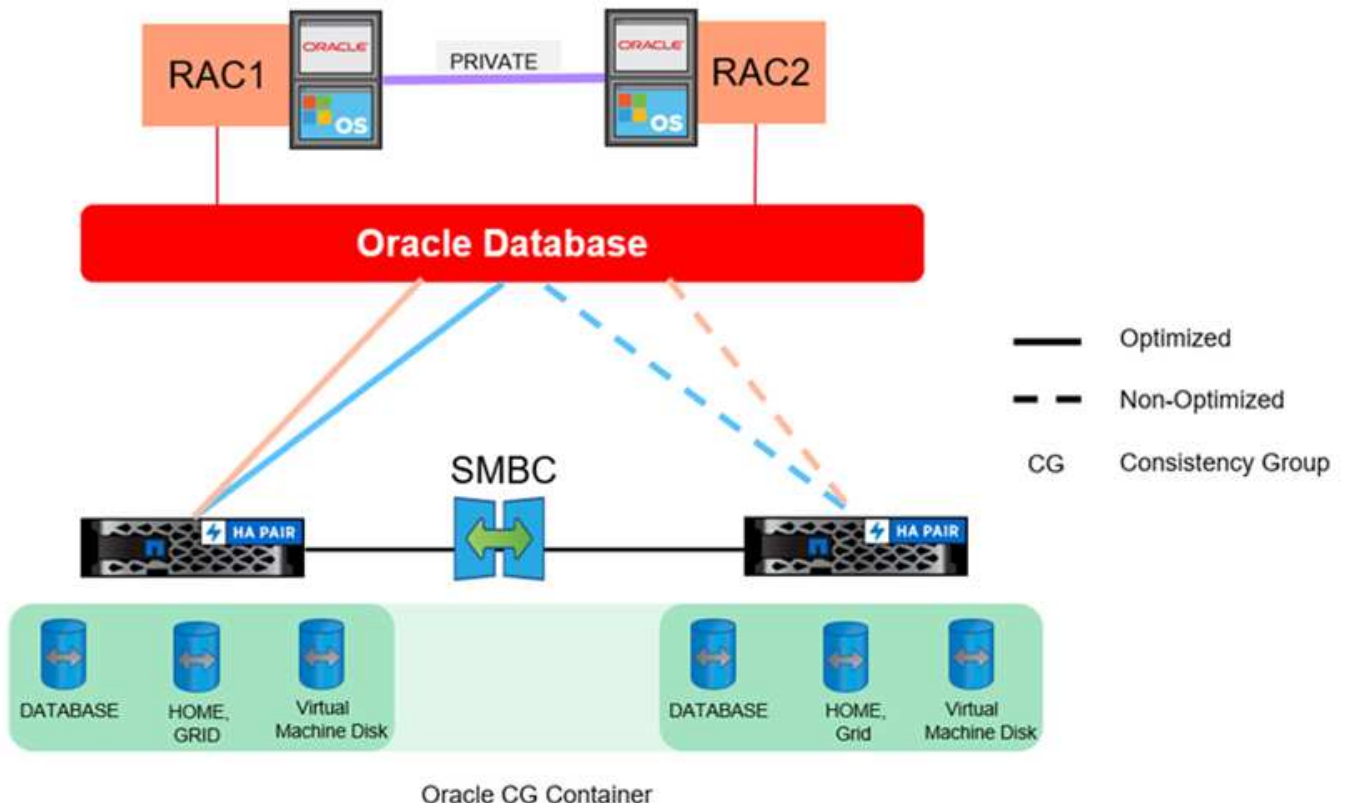 RAC1
ORACLE
OS
PRIVATE
ORACLE
OS
RAC2
Oracle Database
Optimized
Non-Optimized
CG Consistency Group
SMBC
HA PAIR
HA PAIR
DATABASE
HOME,
GRID
Virtual
Machine Disk
DATABASE
HOME,
Grid
Virtual
Machine Disk
Oracle CG Container